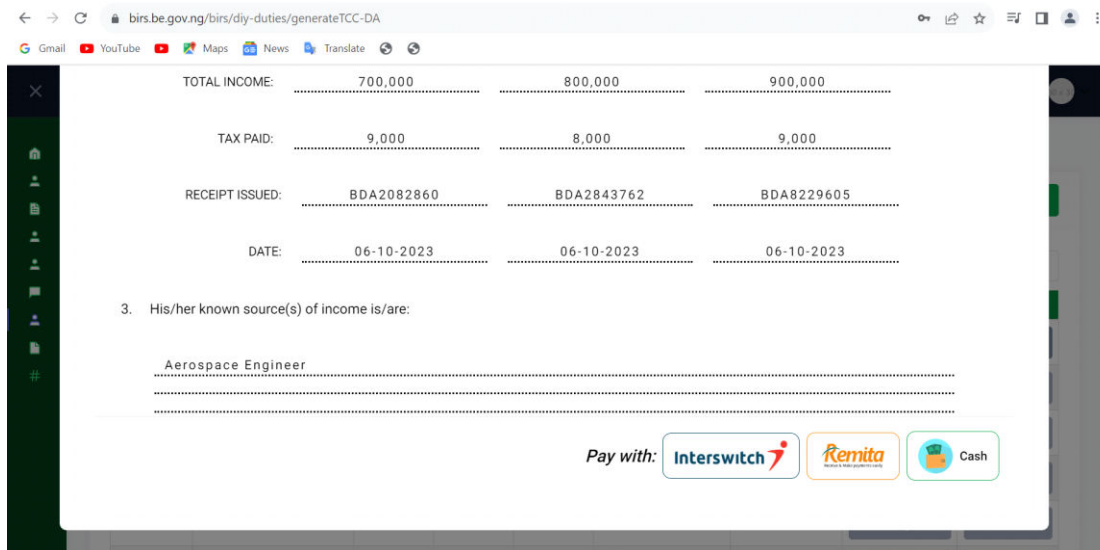 birs.be.gov.ng/birs/diy-duties/generateTCC-DA
Gmail YouTube Maps News Translate
TOTAL INCOME: 700,000 800,000 900,000
TAX PAID: 9,000 8,000 9,000
RECEIPT ISSUED: BDA2082860 BDA2843762 BDA8229605
DATE: 06-10-2023 06-10-2023 06-10-2023
3. His/her known source(s) of income is/are:
Aerospace Engineer
Pay with: Interswitch Remita Cash